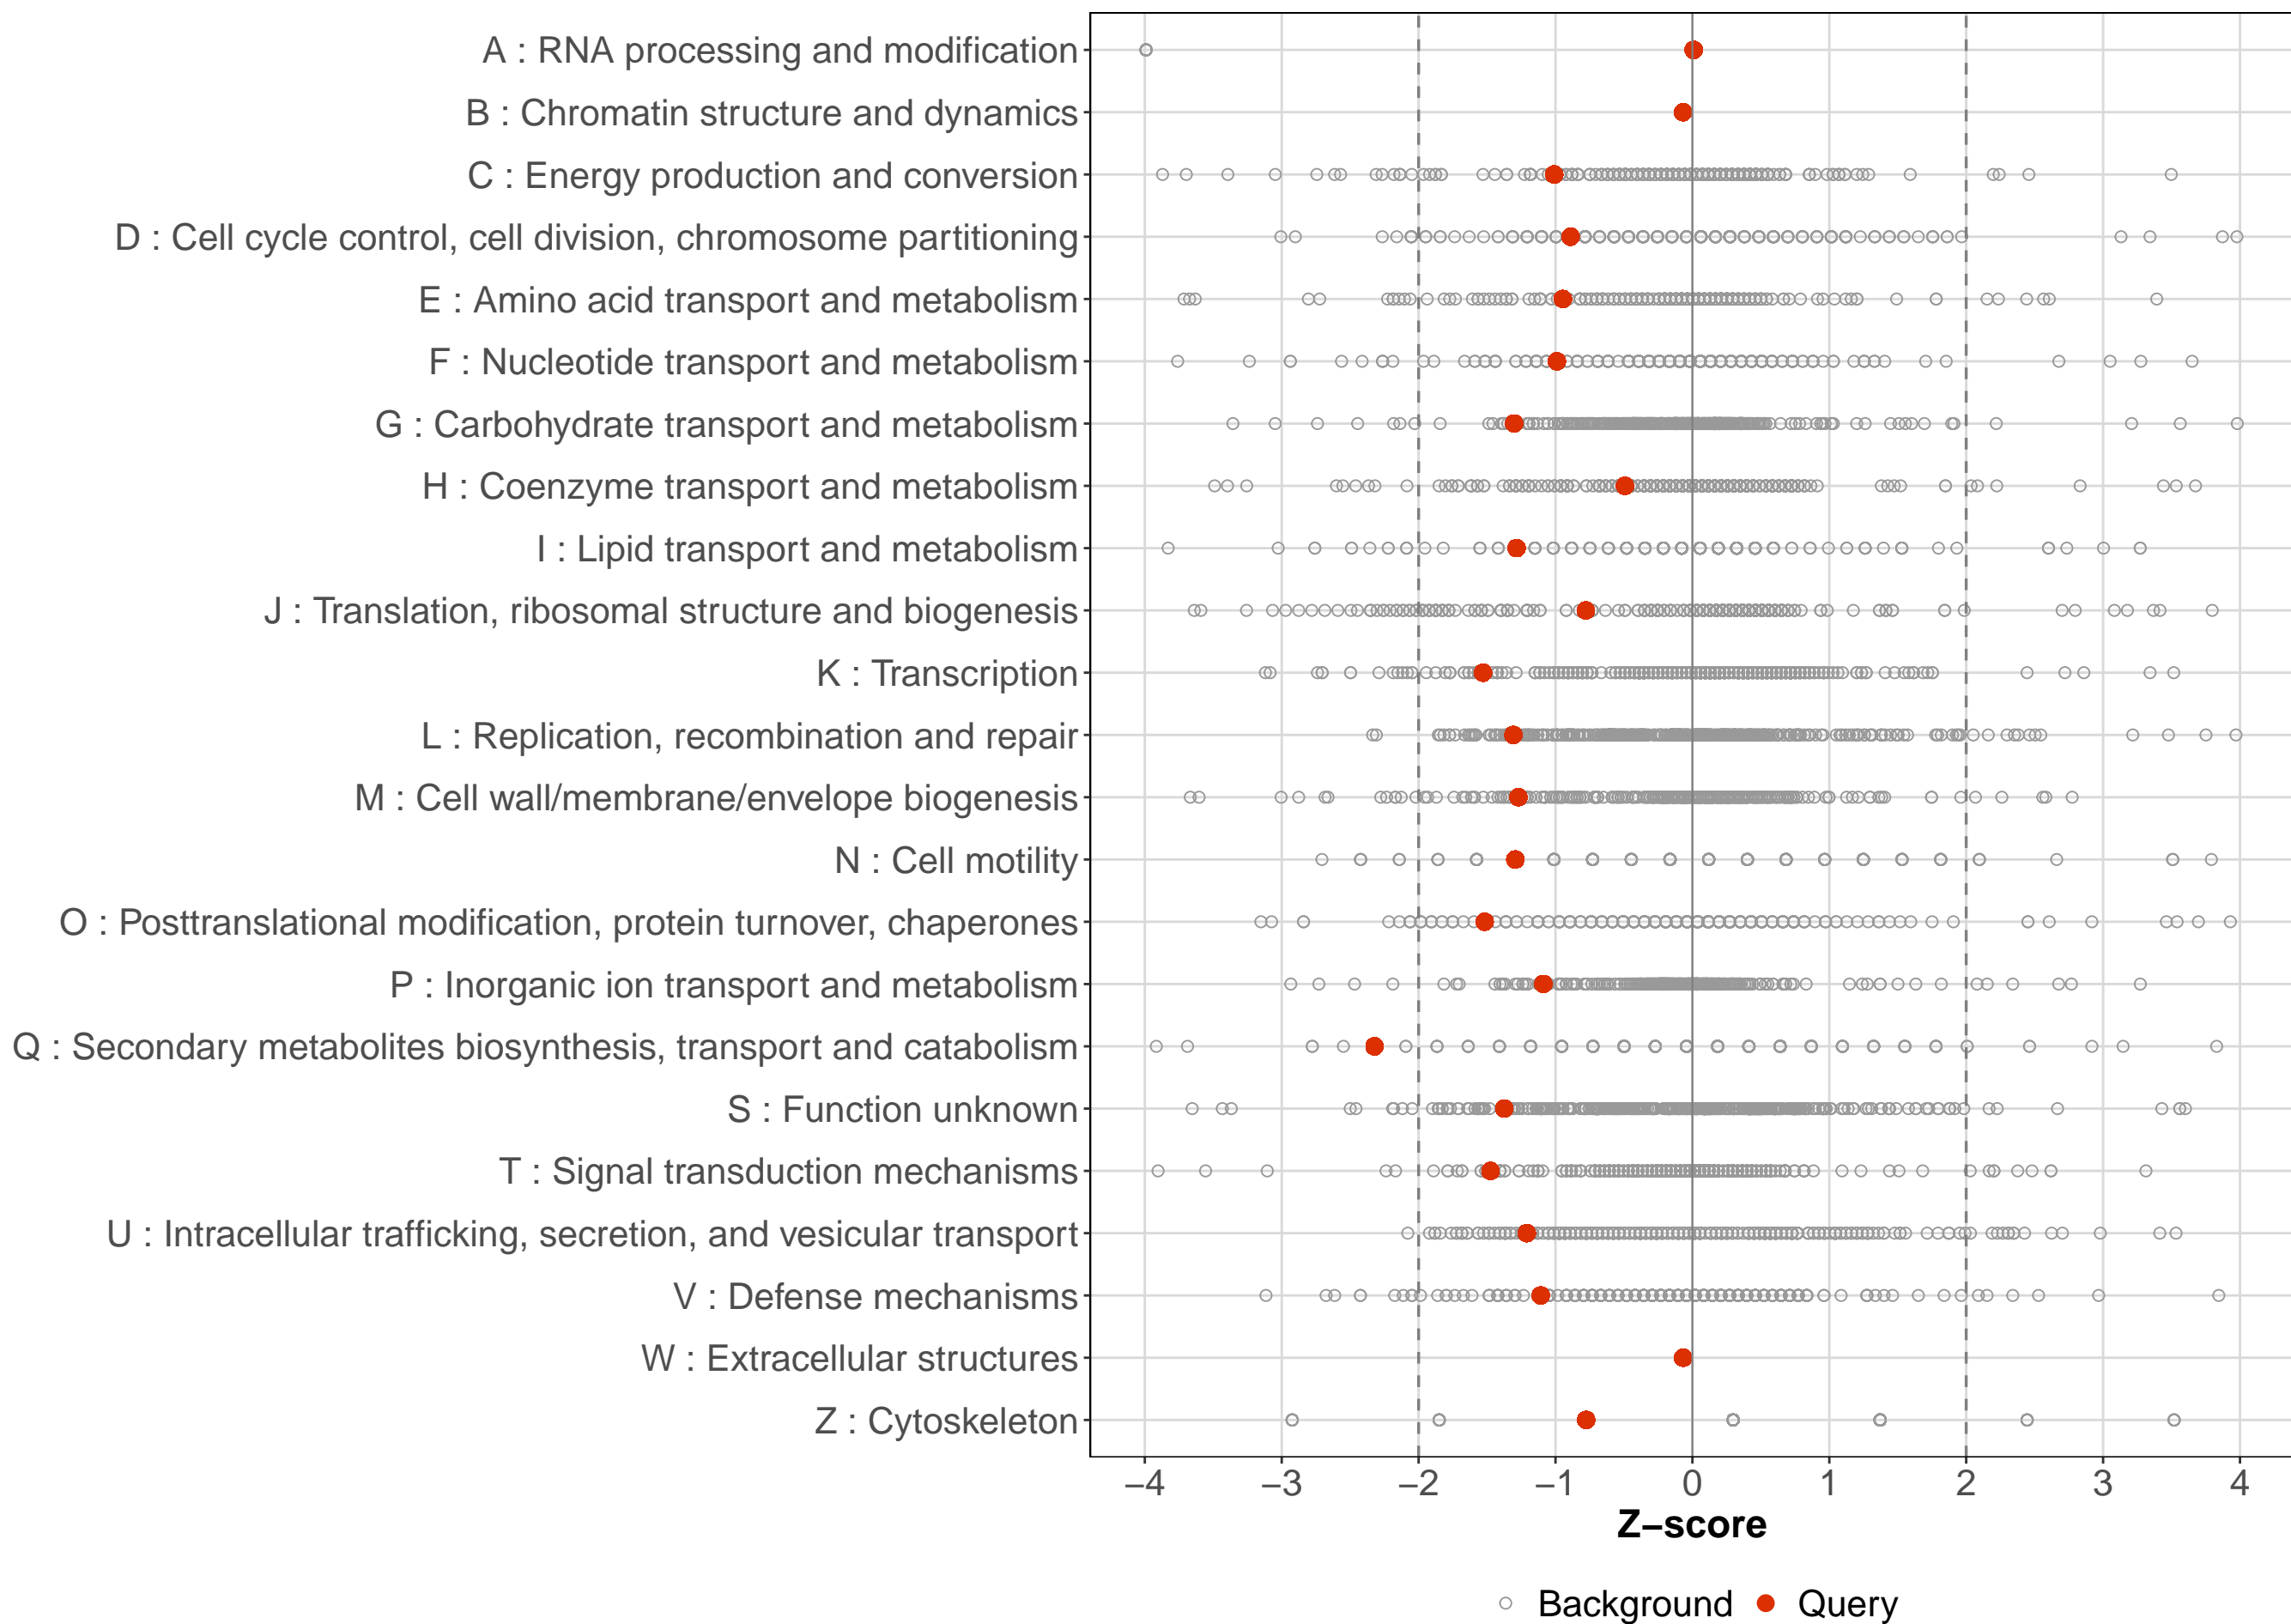 A : RNA processing and modification
B : Chromatin structure and dynamics
C : Energy production and conversion
D : Cell cycle control, cell division, chromosome partitioning
E : Amino acid transport and metabolism
F : Nucleotide transport and metabolism
G : Carbohydrate transport and metabolism
H : Coenzyme transport and metabolism
I : Lipid transport and metabolism
J : Translation, ribosomal structure and biogenesis
K : Transcription
L : Replication, recombination and repair
M : Cell wall/membrane/envelope biogenesis
N : Cell motility
O : Posttranslational modification, protein turnover, chaperones
P : Inorganic ion transport and metabolism
Q : Secondary metabolites biosynthesis, transport and catabolism
S : Function unknown
T : Signal transduction mechanisms
U : Intracellular trafficking, secretion, and vesicular transport
V : Defense mechanisms
W : Extracellular structures
Z : Cytoskeleton
−4 −3 −2 −1 0 1 2 3 4
Z−score
Background Query